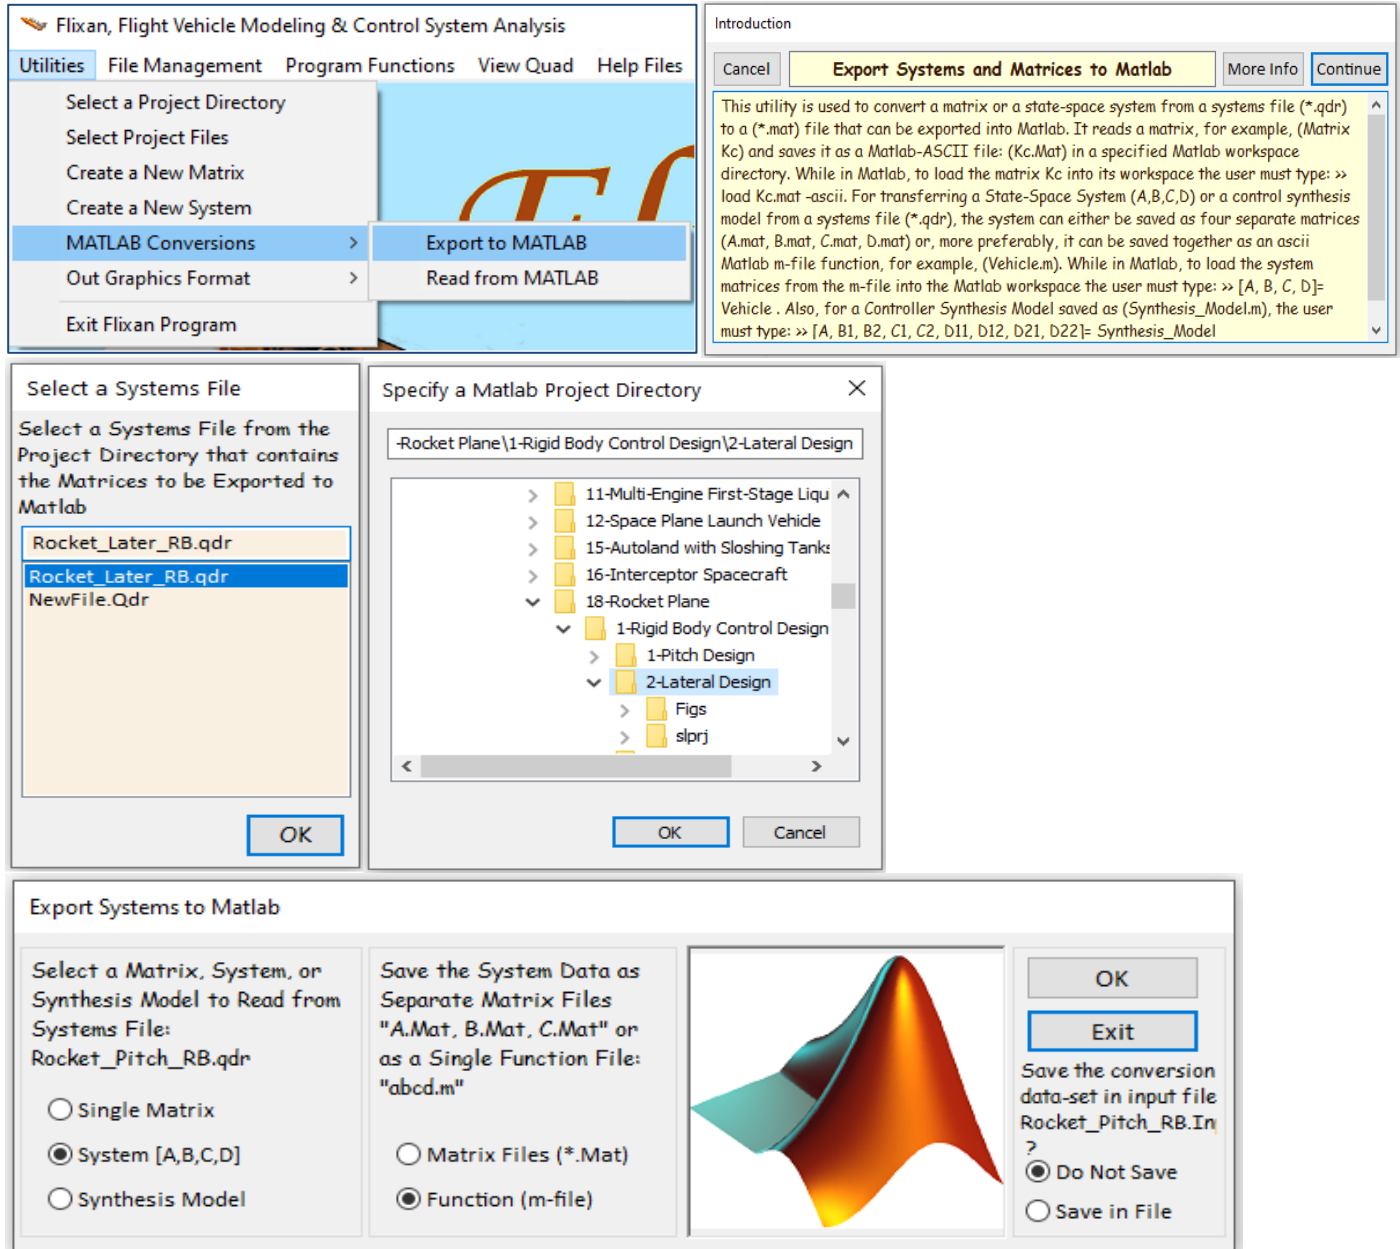 Flixan, Flight Vehicle Modeling & Control System Analysis
Utilities File Management Program Functions View Quad Help Files
Select a Project Directory
Select Project Files
Create a New Matrix
Create a New System
MATLAB Conversions >
Out Graphics Format >
Exit Flixan Program
Export to MATLAB
Read from MATLAB
Introduction
Cancel Export Systems and Matrices to Matlab More Info Continue
This utility is used to convert a matrix or a state-space system from a systems file (*.qdr)
to a (*.mat) file that can be exported into Matlab. It reads a matrix, for example, (Matrix
Kc) and saves it as a Matlab-ASCII file: (Kc.Mat) in a specified Matlab workspace
directory. While in Matlab, to load the matrix Kc into its workspace the user must type: >>
load Kc.mat -ascii. For transferring a State-Space System (A,B,C,D) or a control synthesis
model from a systems file (*.qdr), the system can either be saved as four separate matrices
(A.mat, B.mat, C.mat, D.mat) or, more preferably, it can be saved together as an ascii
Matlab m-file function, for example, (Vehicle.m). While in Matlab, to load the system
matrices from the m-file into the Matlab workspace the user must type: >> [A, B, C, D]=
Vehicle . Also, for a Controller Synthesis Model saved as (Synthesis_Model.m), the user
must type: >> [A, B1, B2, C1, C2, D11, D12, D21, D22]= Synthesis_Model
Select a Systems File
Select a Systems File from the
Project Directory that contains
the Matrices to be Exported to
Matlab
Rocket_Later_RB.qdr
Rocket_Later_RB.qdr
NewFile.Qdr
OK
Specify a Matlab Project Directory
-Rocket Plane\1-Rigid Body Control Design\2-Lateral Design
11-Multi-Engine First-Stage Liqu
12-Space Plane Launch Vehicle
15-Autoland with Sloshing Tanks
16-Interceptor Spacecraft
18-Rocket Plane
1-Rigid Body Control Design
1-Pitch Design
2-Lateral Design
Figs
slprj
OK Cancel
Export Systems to Matlab
Select a Matrix, System, or
Synthesis Model to Read from
Systems File:
Rocket_Pitch_RB.qdr
Single Matrix
System [A,B,C,D]
Synthesis Model
Save the System Data as
Separate Matrix Files
"A.Mat, B.Mat, C.Mat" or
as a Single Function File:
"abcd.m"
Matrix Files (*.Mat)
Function (m-file)
OK
Exit
Save the conversion
data-set in input file
Rocket_Pitch_RB.In
?
Do Not Save
Save in File